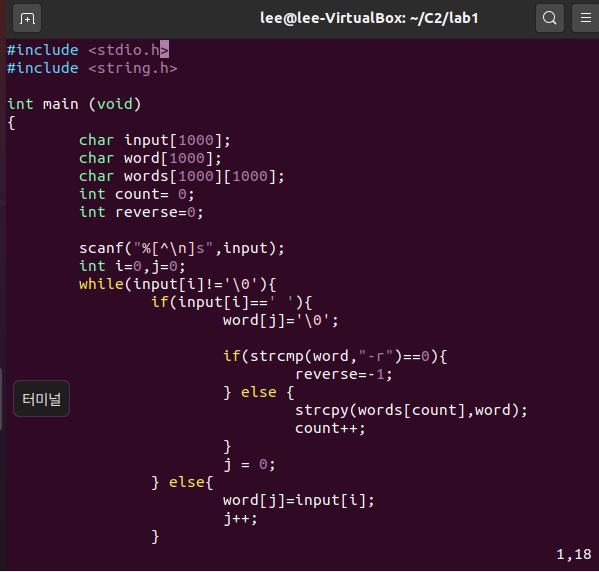 lee@lee-VirtualBox: ~/C2/lab1
#include <stdio.h>
#include <string.h>
int main (void)
{
char input[1000];
char word[1000];
char words[1000][1000];
int count= 0;
int reverse=0;
scanf("%[^\n]s",input);
int i=0,j=0;
while(input[i]!='\0'){
if(input[i]==' '){
word[j]='\0';
if(strcmp(word,"-r")==0){
reverse=-1;
} else {
터미널
strcpy(words[count],word);
count++;
}
j = 0;
} else{
word[j]=input[i];
j++;
}
1,18